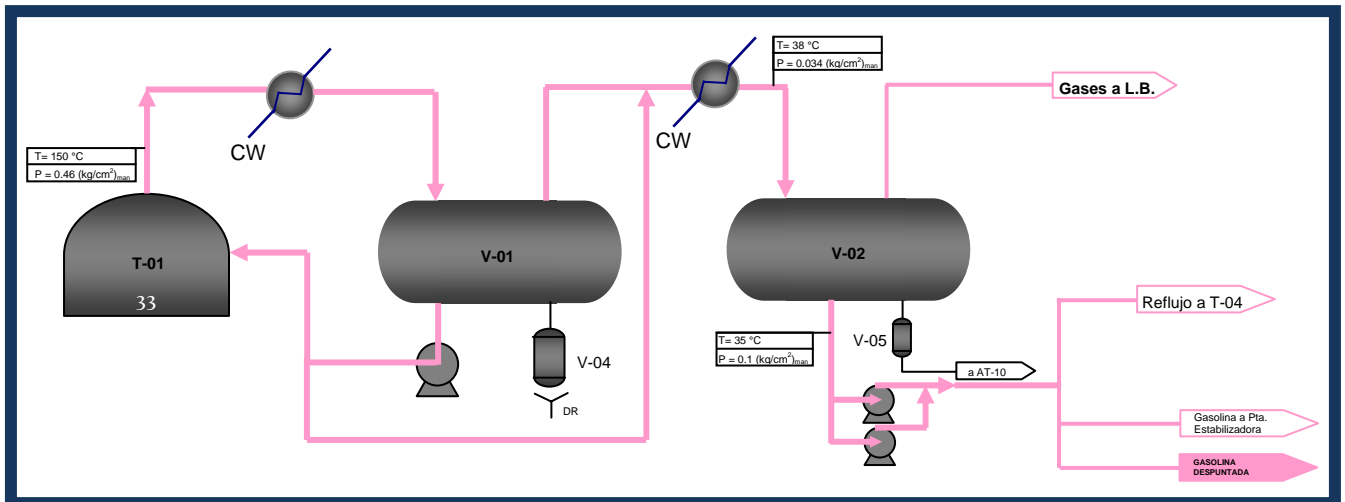 T= 38 °C
P = 0.034 (kg/cm²)man
Gases a L.B.
CW
CW
T= 150 °C
P = 0.46 (kg/cm²)man
T-01
33
V-01
V-02
V-04
DR
T= 35 °C
P = 0.1 (kg/cm²)man
V-05
a AT-10
Reflujo a T-04
Gasolina a Pta.
Estabilizadora
GASOLINA
DESPUNTADA